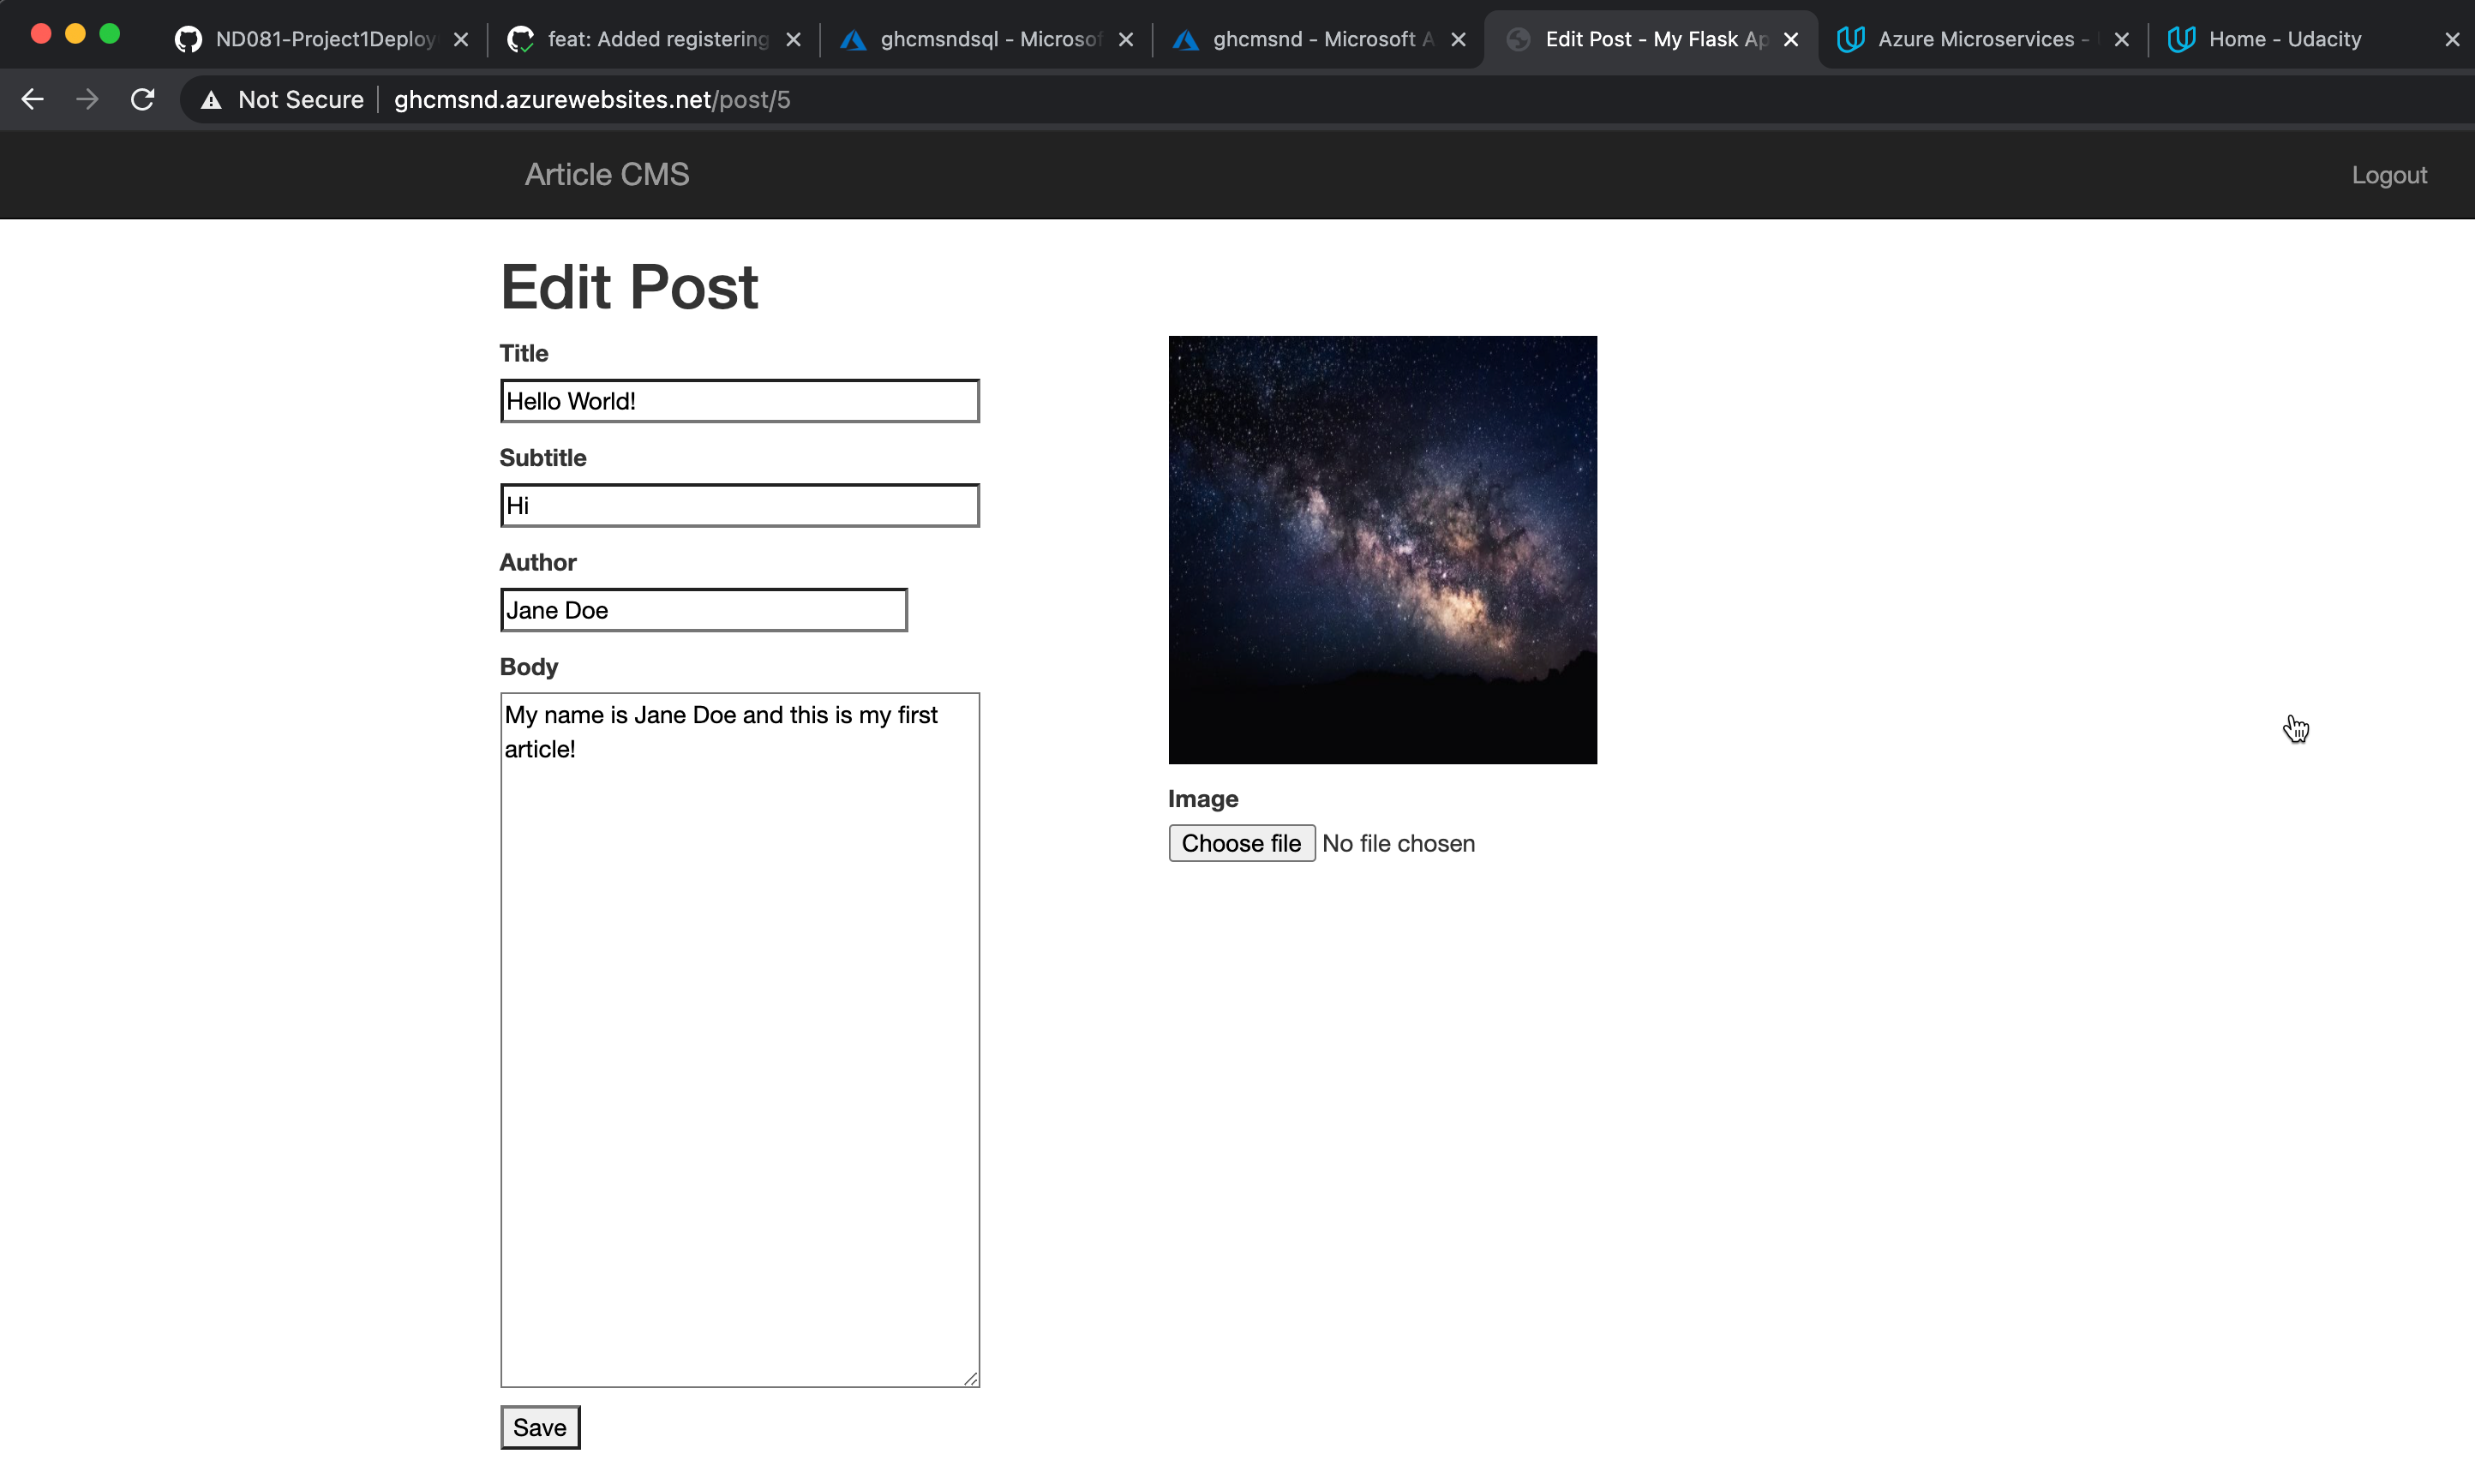 ND081-Project1Deploy
feat: Added registering
ghcmsndsql - Microsof
ghcmsnd - Microsoft A
Edit Post - My Flask Ap
Azure Microservices -
Home - Udacity
Not Secure
ghcmsnd.azurewebsites.net/post/5
Article CMS
Logout
Edit Post
Title
Hello World!
Subtitle
Hi
Author
Jane Doe
Body
My name is Jane Doe and this is my first
article!
Image
Choose file No file chosen
Save